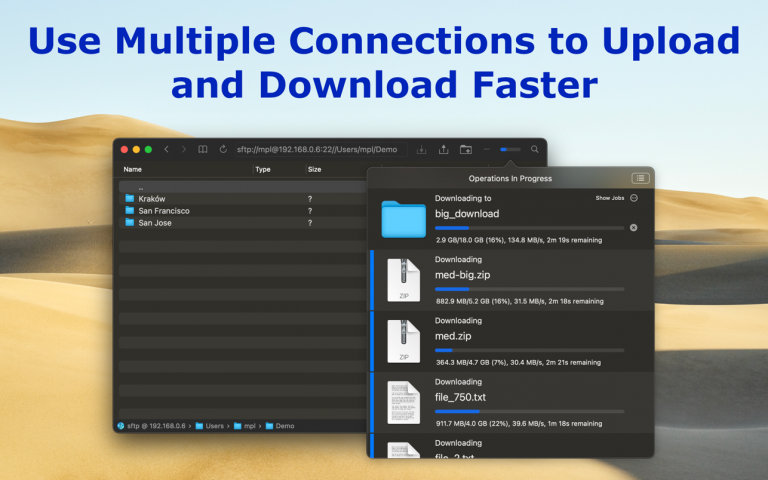 Use Multiple Connections to Upload
and Download Faster
sftp://mpl@192.168.0.6:22//Users/mpl/Demo
Name Type Size
..
Kraków ?
San Francisco ?
San Jose ?
sftp @ 192.168.0.6 › Users › mpl › Demo
Operations In Progress
Downloading to Show Jobs
big_download
2.9 GB/18.0 GB (16%), 134.8 MB/s, 2m 19s remaining
Downloading
med-big.zip
ZIP
882.9 MB/5.2 GB (16%), 31.5 MB/s, 2m 18s remaining
Downloading
med.zip
ZIP
364.3 MB/4.7 GB (7%), 30.4 MB/s, 2m 21s remaining
Downloading
file_750.txt
911.7 MB/4.0 GB (22%), 39.6 MB/s, 1m 18s remaining
Downloading
file_2.txt